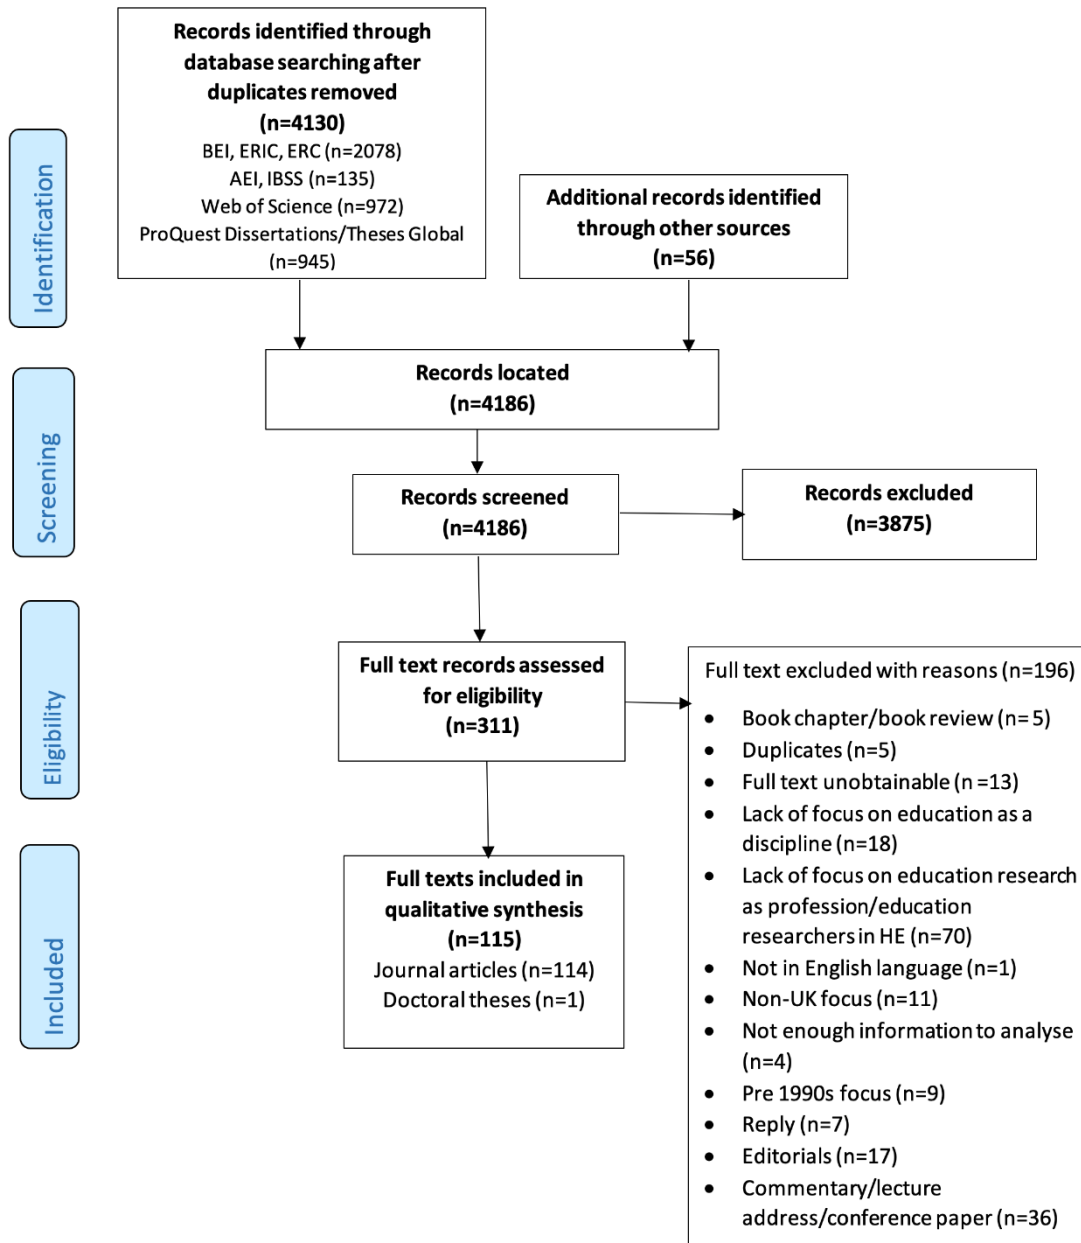 Records identified through
database searching after
duplicates removed
(n=4130)
BEI, ERIC, ERC (n=2078)
AEI, IBSS (n=135)
Web of Science (n=972)
ProQuest Dissertations/Theses Global
(n=945)
Additional records identified
through other sources
(n=56)
Identification
Records located
(n=4186)
Screening
Records screened
(n=4186)
Records excluded
(n=3875)
Eligibility
Full text records assessed
for eligibility
(n=311)
Full text excluded with reasons (n=196)
• Book chapter/book review (n= 5)
• Duplicates (n=5)
• Full text unobtainable (n =13)
• Lack of focus on education as a
discipline (n=18)
• Lack of focus on education research
as profession/education
researchers in HE (n=70)
• Not in English language (n=1)
• Non-UK focus (n=11)
• Not enough information to analyse
(n=4)
• Pre 1990s focus (n=9)
• Reply (n=7)
• Editorials (n=17)
• Commentary/lecture
address/conference paper (n=36)
Included
Full texts included in
qualitative synthesis
(n=115)
Journal articles (n=114)
Doctoral theses (n=1)